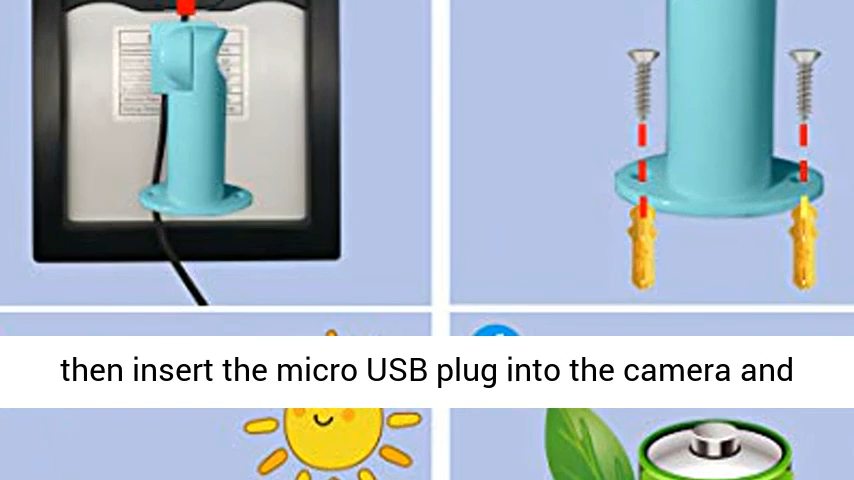 then insert the micro USB plug into the camera and